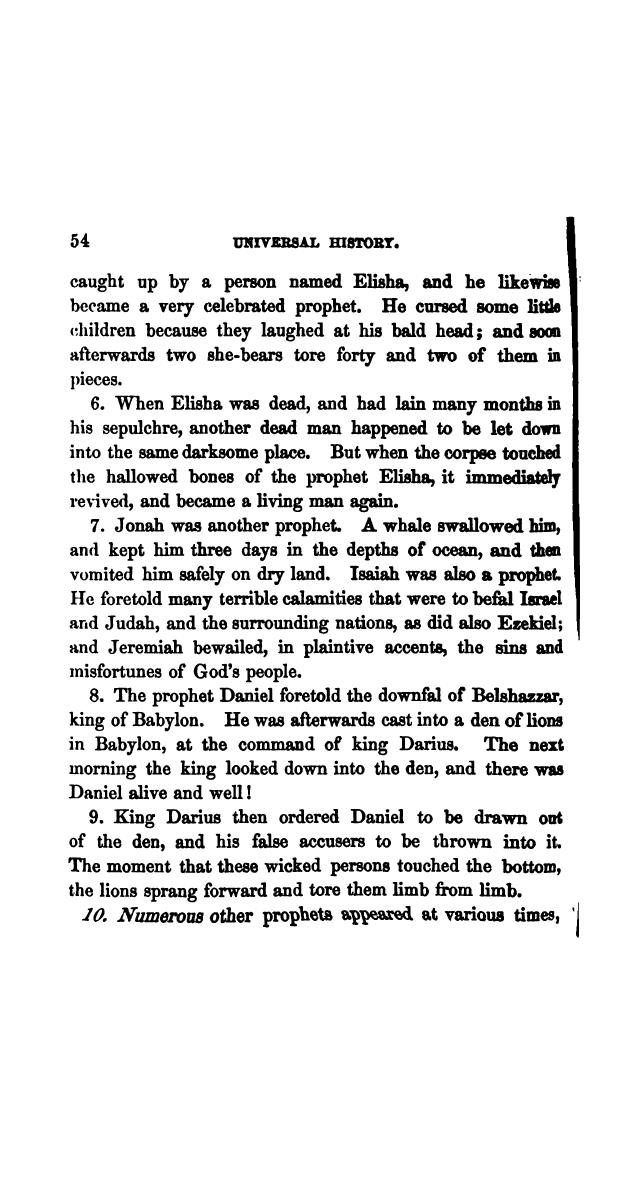 54 UNIVERSAL HISTORY.
caught up by a person named Elisha, and he likewise
became a very celebrated prophet. He cursed some little
children because they laughed at his bald head; and soon
afterwards two she-bears tore forty and two of them in
pieces.
6. When Elisha was dead, and had lain many months in
his sepulchre, another dead man happened to be let down
into the same darksome place. But when the corpse touched
the hallowed bones of the prophet Elisha, it immediately
revived, and became a living man again.
7. Jonah was another prophet. A whale swallowed him,
and kept him three days in the depths of ocean, and then
vomited him safely on dry land. Isaiah was also a prophet.
He foretold many terrible calamities that were to befal Israel
and Judah, and the surrounding nations, as did also Ezekiel;
and Jeremiah bewailed, in plaintive accents, the sins and
misfortunes of God's people.
8. The prophet Daniel foretold the downfal of Belshazzar,
king of Babylon. He was afterwards cast into a den of lions
in Babylon, at the command of king Darius. The next
morning the king looked down into the den, and there was
Daniel alive and well!
9. King Darius then ordered Daniel to be drawn out
of the den, and his false accusers to be thrown into it.
The moment that these wicked persons touched the bottom,
the lions sprang forward and tore them limb from limb.
10. Numerous other prophets appeared at various times,